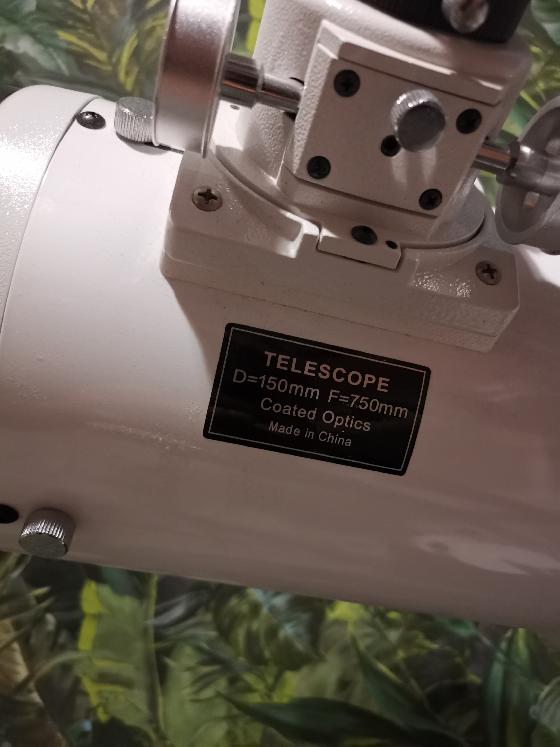 TELESCOPE
D=150mm F=750mm
Coated Optics
Made in China